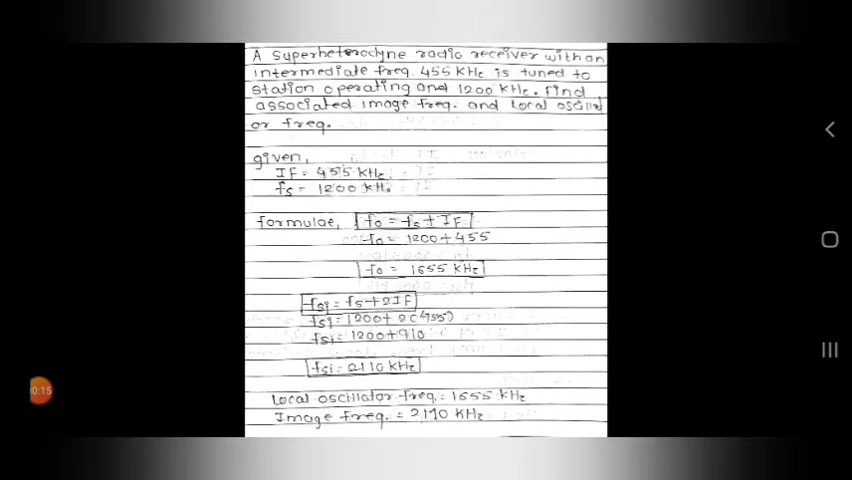 A Superheterodyne radio receiver with an
intermediate freq. 455 KHz is tuned to
station operating and 1200 KHz. Find
associated image freq. and local oscillat
or freq.
given,
IF = 455 KHz
fs = 1200 KHz
formulae, fo = fs + IF
fo = 1200 + 455
fo = 1655 KHz
fsi = fs + 2IF
fsi = 1200 + 2(455)
fsi = 1200 + 910
fsi = 2110 KHz
Local oscillator freq. = 1655 KHz
Image freq. = 2110 KHz
00:15